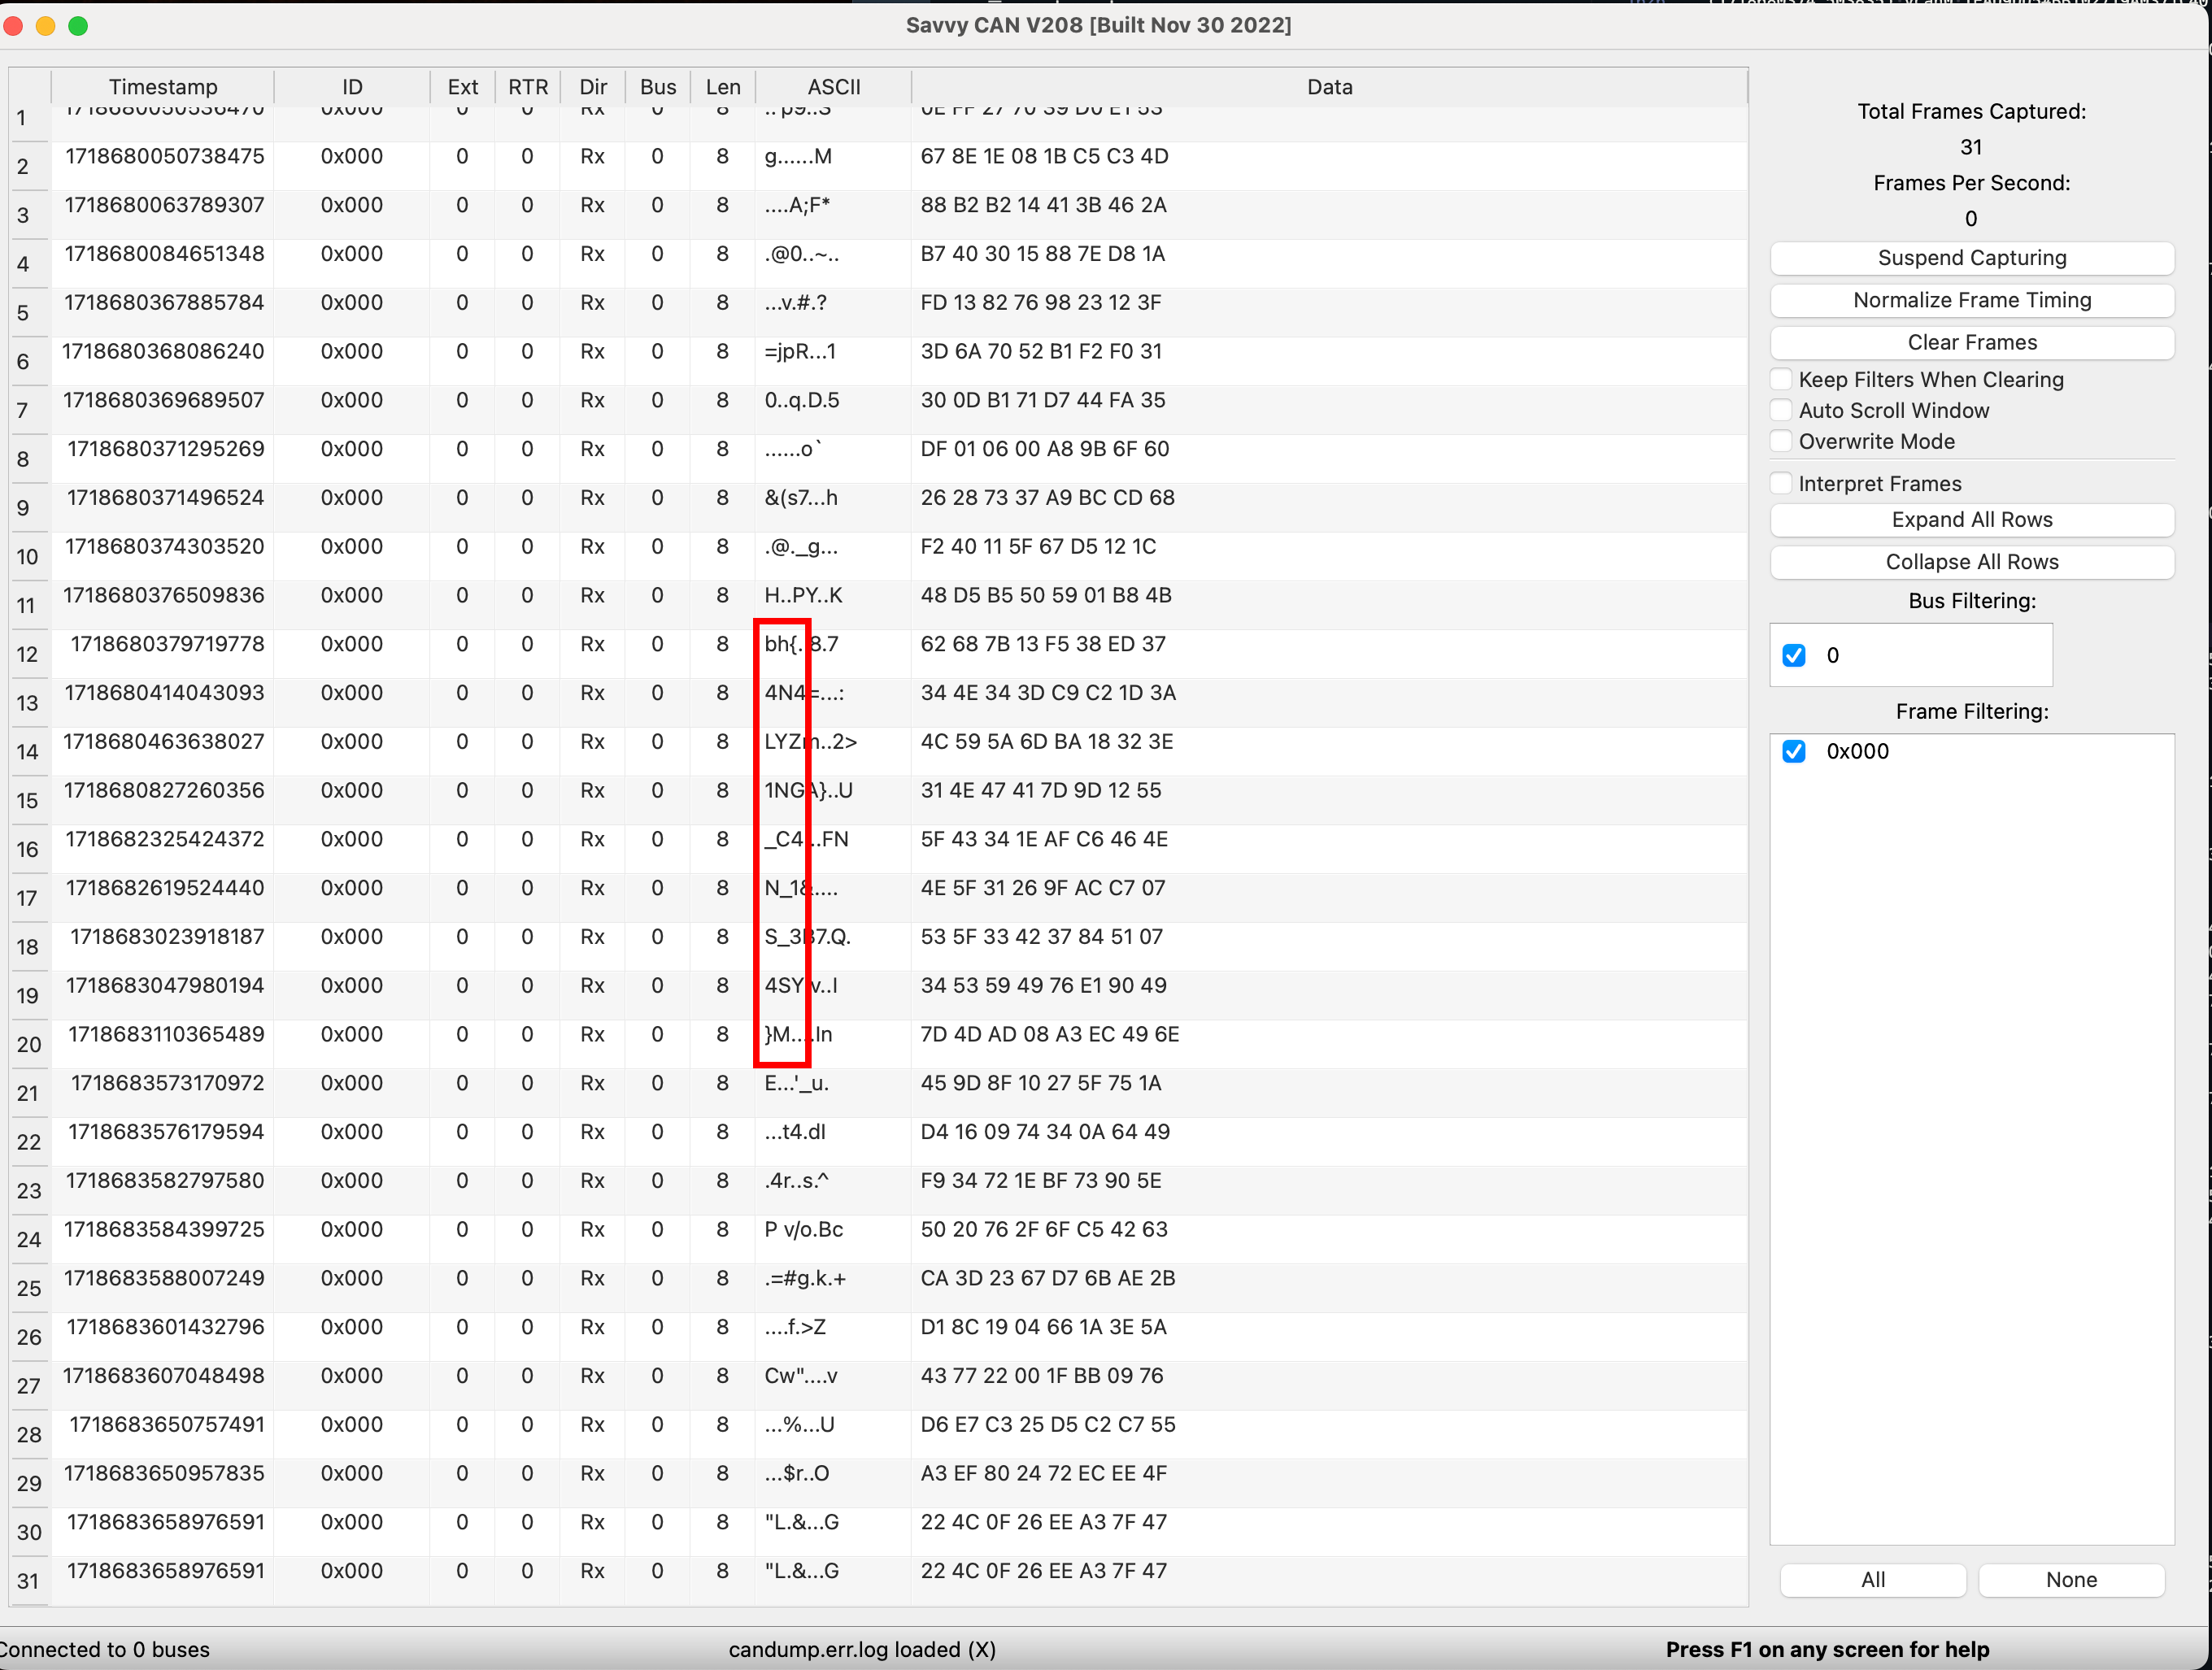 Savvy CAN V208 [Built Nov 30 2022]
Timestamp ID Ext RTR Dir Bus Len ASCII Data
1 1718680050536470 0x000 0 0 Rx 0 8 0E FF 27 70 39 D0 E1 53
2 1718680050738475 0x000 0 0 Rx 0 8 g......M 67 8E 1E 08 1B C5 C3 4D
3 1718680063789307 0x000 0 0 Rx 0 8 ....A;F* 88 B2 B2 14 41 3B 46 2A
4 1718680084651348 0x000 0 0 Rx 0 8 .@0..~.. B7 40 30 15 88 7E D8 1A
5 1718680367885784 0x000 0 0 Rx 0 8 ...v.#.? FD 13 82 76 98 23 12 3F
6 1718680368086240 0x000 0 0 Rx 0 8 =jpR...1 3D 6A 70 52 B1 F2 F0 31
7 1718680369689507 0x000 0 0 Rx 0 8 0..q.D.5 30 0D B1 71 D7 44 FA 35
8 1718680371295269 0x000 0 0 Rx 0 8 ......o` DF 01 06 00 A8 9B 6F 60
9 1718680371496524 0x000 0 0 Rx 0 8 &(s7...h 26 28 73 37 A9 BC CD 68
10 1718680374303520 0x000 0 0 Rx 0 8 .@._g... F2 40 11 5F 67 D5 12 1C
11 1718680376509836 0x000 0 0 Rx 0 8 H..PY..K 48 D5 B5 50 59 01 B8 4B
12 1718680379719778 0x000 0 0 Rx 0 8 bh{..8.7 62 68 7B 13 F5 38 ED 37
13 1718680414043093 0x000 0 0 Rx 0 8 4N4=...: 34 4E 34 3D C9 C2 1D 3A
14 1718680463638027 0x000 0 0 Rx 0 8 LYZm..2> 4C 59 5A 6D BA 18 32 3E
15 1718680827260356 0x000 0 0 Rx 0 8 1NGA}..U 31 4E 47 41 7D 9D 12 55
16 1718682325424372 0x000 0 0 Rx 0 8 _C4...FN 5F 43 34 1E AF C6 46 4E
17 1718682619524440 0x000 0 0 Rx 0 8 N_1&.... 4E 5F 31 26 9F AC C7 07
18 1718683023918187 0x000 0 0 Rx 0 8 S_3B7.Q. 53 5F 33 42 37 84 51 07
19 1718683047980194 0x000 0 0 Rx 0 8 4SYIv..I 34 53 59 49 76 E1 90 49
20 1718683110365489 0x000 0 0 Rx 0 8 }M....In 7D 4D AD 08 A3 EC 49 6E
21 1718683573170972 0x000 0 0 Rx 0 8 E...'_u. 45 9D 8F 10 27 5F 75 1A
22 1718683576179594 0x000 0 0 Rx 0 8 ...t4.dI D4 16 09 74 34 0A 64 49
23 1718683582797580 0x000 0 0 Rx 0 8 .4r..s.^ F9 34 72 1E BF 73 90 5E
24 1718683584399725 0x000 0 0 Rx 0 8 P v/o.Bc 50 20 76 2F 6F C5 42 63
25 1718683588007249 0x000 0 0 Rx 0 8 .=#g.k.+ CA 3D 23 67 D7 6B AE 2B
26 1718683601432796 0x000 0 0 Rx 0 8 ....f.>Z D1 8C 19 04 66 1A 3E 5A
27 1718683607048498 0x000 0 0 Rx 0 8 Cw"....v 43 77 22 00 1F BB 09 76
28 1718683650757491 0x000 0 0 Rx 0 8 ...%...U D6 E7 C3 25 D5 C2 C7 55
29 1718683650957835 0x000 0 0 Rx 0 8 ...$r..O A3 EF 80 24 72 EC EE 4F
30 1718683658976591 0x000 0 0 Rx 0 8 "L.&...G 22 4C 0F 26 EE A3 7F 47
31 1718683658976591 0x000 0 0 Rx 0 8 "L.&...G 22 4C 0F 26 EE A3 7F 47
Total Frames Captured:
31
Frames Per Second:
0
Suspend Capturing
Normalize Frame Timing
Clear Frames
Keep Filters When Clearing
Auto Scroll Window
Overwrite Mode
Interpret Frames
Expand All Rows
Collapse All Rows
Bus Filtering:
0
Frame Filtering:
0x000
All None
Connected to 0 buses candump.err.log loaded (X) Press F1 on any screen for help